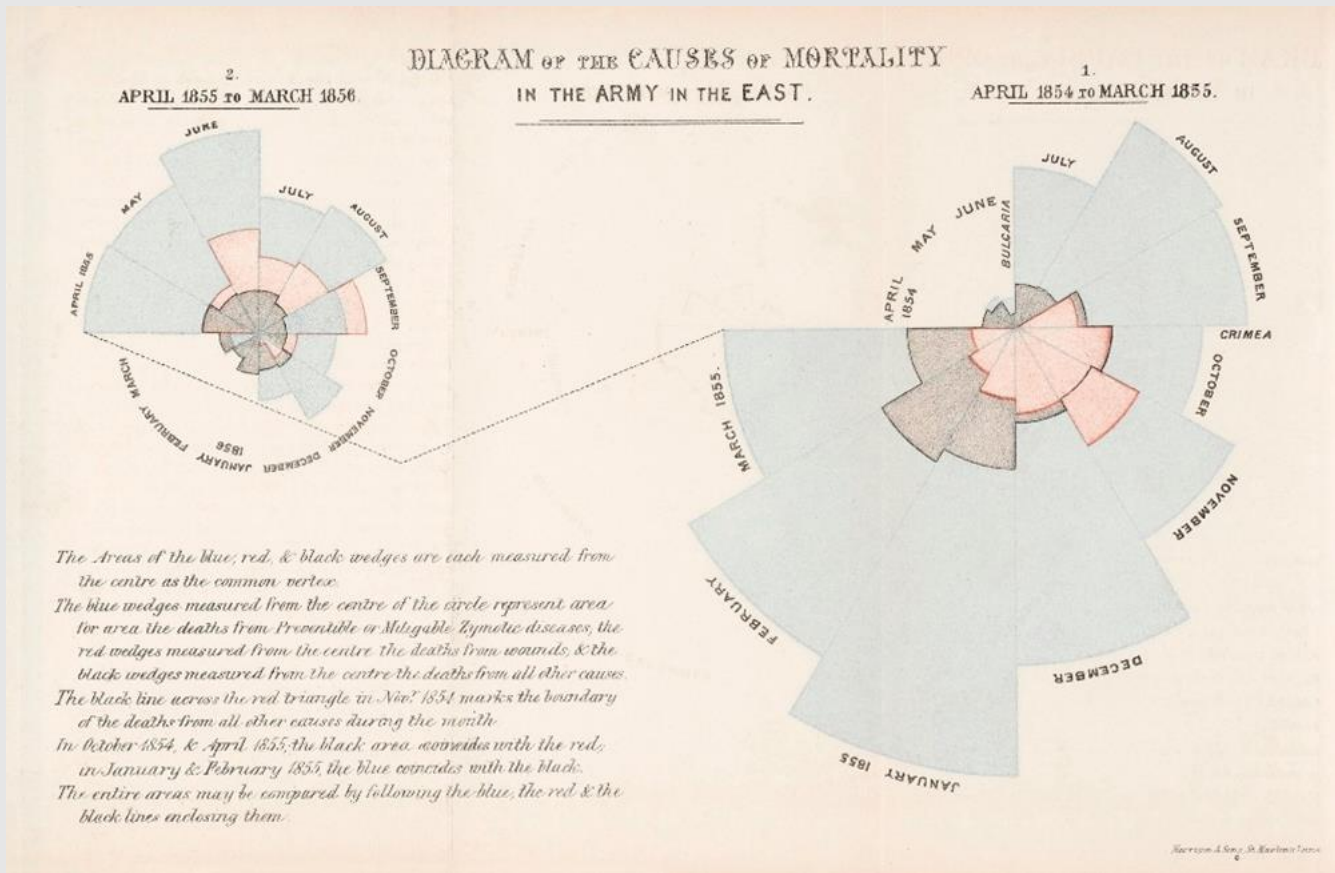 DIAGRAM OF THE CAUSES OF MORTALITY
IN THE ARMY IN THE EAST.
2.
APRIL 1855 TO MARCH 1856.
1.
APRIL 1854 TO MARCH 1855.
APRIL 1855
MAY
JUNE
JULY
AUGUST
SEPTEMBER
OCTOBER
NOVEMBER
DECEMBER
JANUARY
1856
FEBRUARY
MARCH
APRIL
1854
MAY
JUNE
BULGARIA
JULY
AUGUST
SEPTEMBER
CRIMEA
OCTOBER
NOVEMBER
DECEMBER
JANUARY 1855
FEBRUARY
MARCH 1855.
The Areas of the blue, red, & black wedges are each measured from
the centre as the common vertex.
The blue wedges measured from the centre of the circle represent area
for area the deaths from Preventible or Mitigable Zymotic diseases, the
red wedges measured from the centre the deaths from wounds, & the
black wedges measured from the centre the deaths from all other causes.
The black line across the red triangle in Novr. 1854 marks the boundary
of the deaths from all other causes during the month.
In October 1854, & April 1855, the black area coincides with the red,
in January & February 1855, the blue coincides with the black.
The entire areas may be compared by following the blue, the red & the
black lines enclosing them.
Harrison & Sons, St. Martins Lane